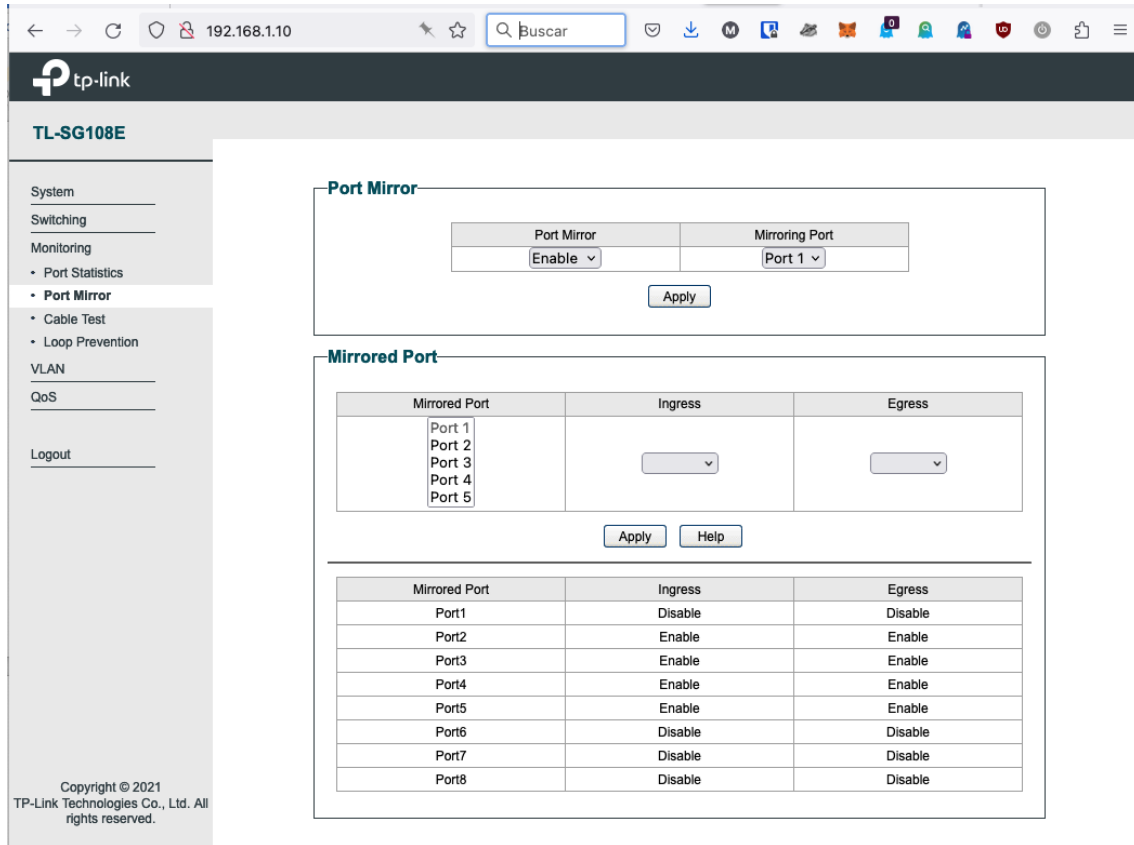 192.168.1.10
Buscar
0
tp-link
TL-SG108E
System
Switching
Monitoring
• Port Statistics
• Port Mirror
• Cable Test
• Loop Prevention
VLAN
QoS
Logout
Copyright © 2021
TP-Link Technologies Co., Ltd. All
rights reserved.
Port Mirror
Port Mirror Mirroring Port
Enable Port 1
Apply
Mirrored Port
Mirrored Port Ingress Egress
Port 1
Port 2
Port 3
Port 4
Port 5
Apply Help
Mirrored Port Ingress Egress
Port1 Disable Disable
Port2 Enable Enable
Port3 Enable Enable
Port4 Enable Enable
Port5 Enable Enable
Port6 Disable Disable
Port7 Disable Disable
Port8 Disable Disable